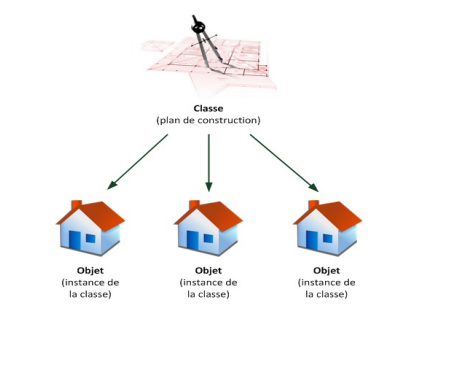 Classe
(plan de construction)
Objet
(instance de
la classe)
Objet
(instance de
la classe)
Objet
(instance de
la classe)